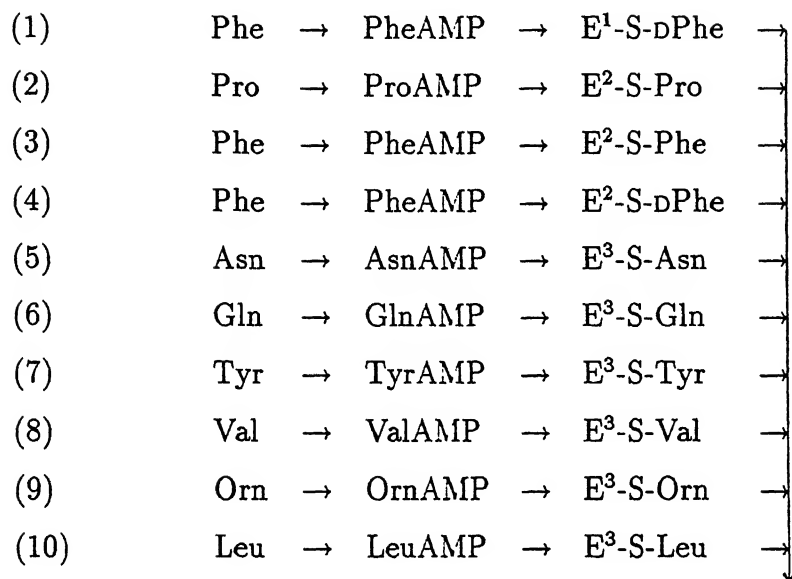 (1) Phe → PheAMP → E¹-S-DPhe →
(2) Pro → ProAMP → E²-S-Pro →
(3) Phe → PheAMP → E²-S-Phe →
(4) Phe → PheAMP → E²-S-DPhe →
(5) Asn → AsnAMP → E³-S-Asn →
(6) Gln → GlnAMP → E³-S-Gln →
(7) Tyr → TyrAMP → E³-S-Tyr →
(8) Val → ValAMP → E³-S-Val →
(9) Orn → OrnAMP → E³-S-Orn →
(10) Leu → LeuAMP → E³-S-Leu →